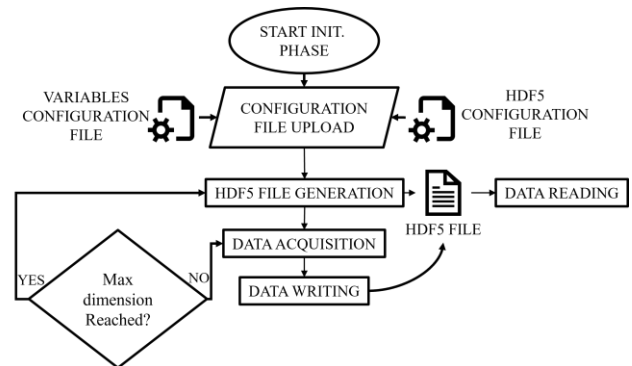 START INIT.
PHASE
VARIABLES
CONFIGURATION
FILE
CONFIGURATION
FILE UPLOAD
HDF5
CONFIGURATION
FILE
HDF5 FILE GENERATION
DATA READING
HDF5 FILE
DATA ACQUISITION
YES
NO
Max
dimension
Reached?
DATA WRITING